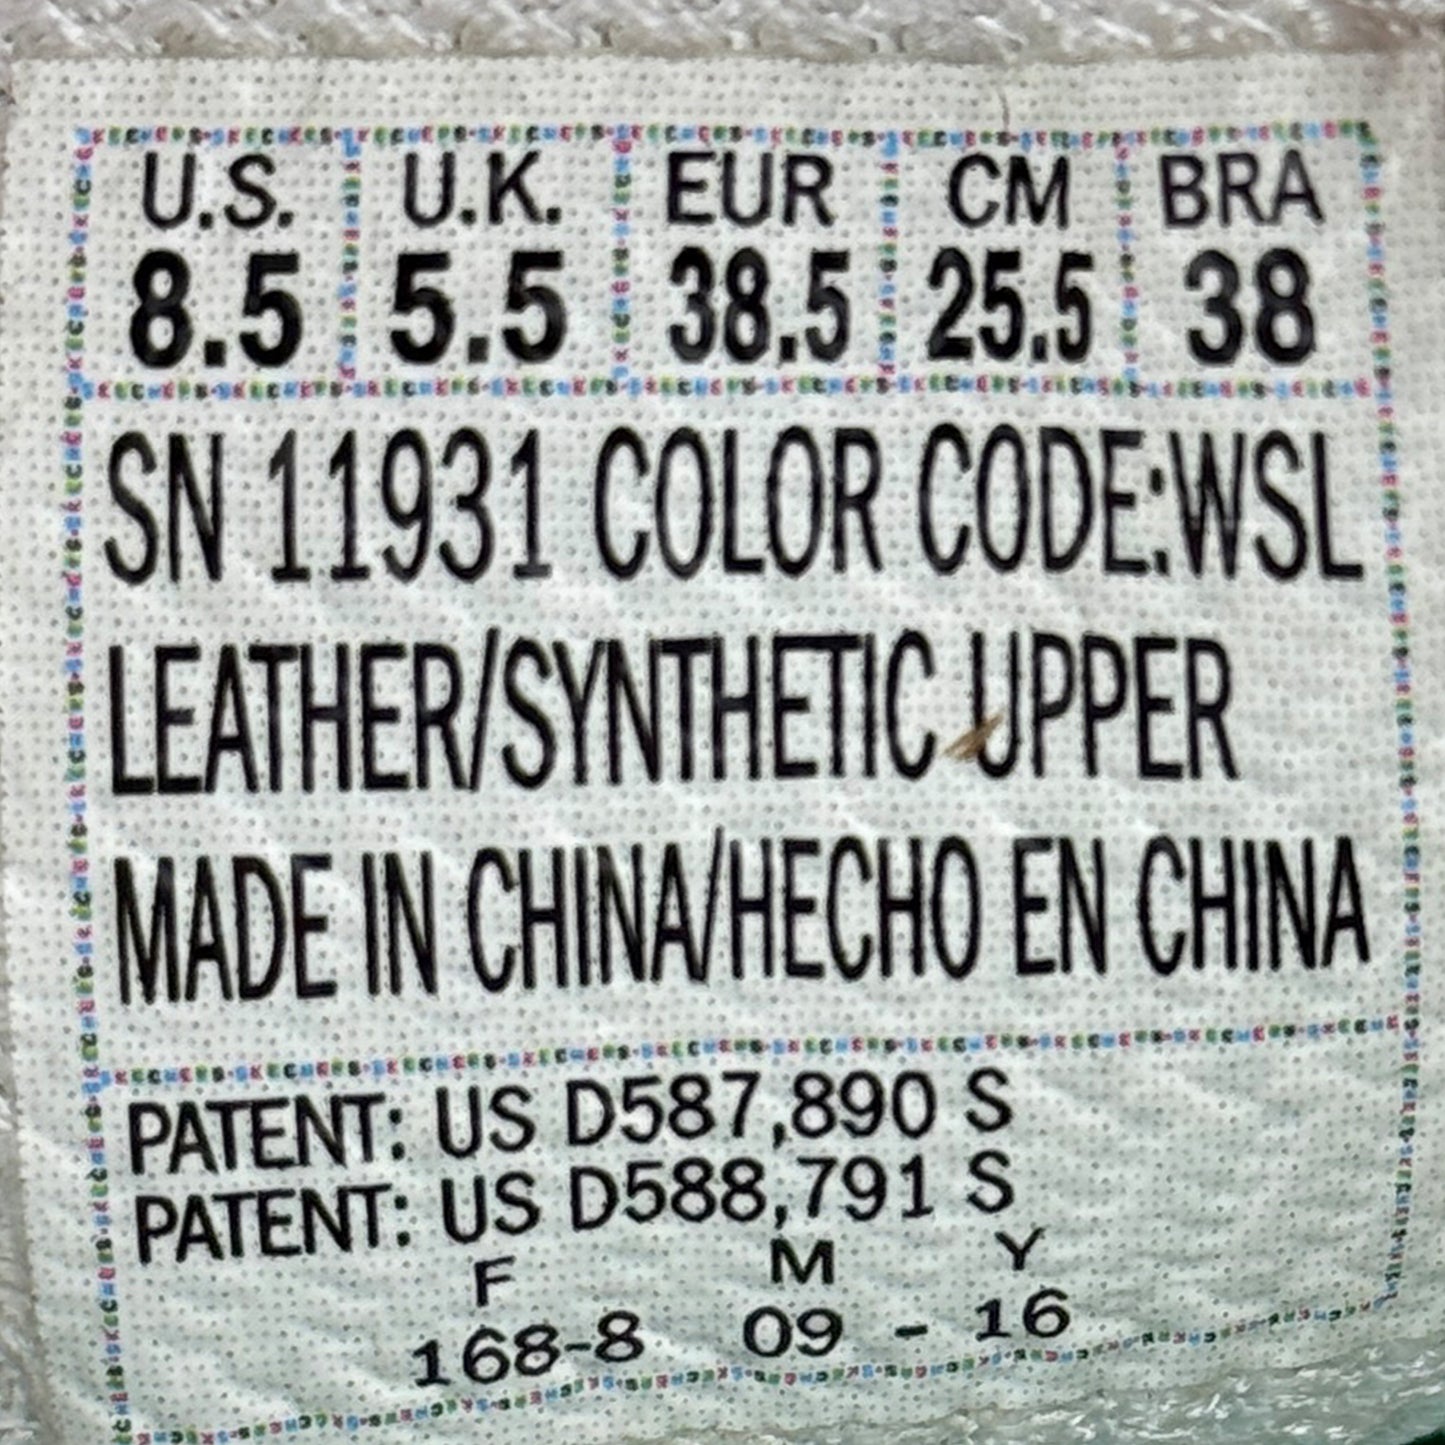 U.S. U.K. EUR CM BRA
8.5 5.5 38.5 25.5 38
SN 11931 COLOR CODE:WSL
LEATHER/SYNTHETIC UPPER
MADE IN CHINA/HECHO EN CHINA
PATENT: US D587,890 S
PATENT: US D588,791 S
F M Y
168-8 09 - 16